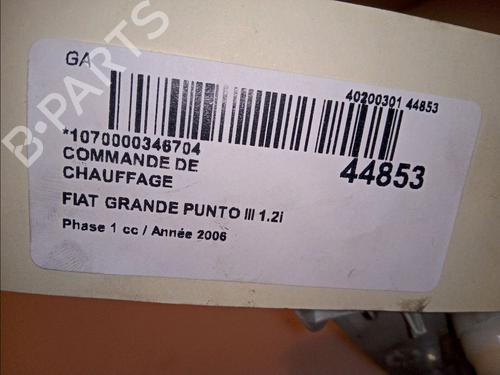 GA
40200301 44853
*1070000346704
44853
COMMANDE DE
CHAUFFAGE
FIAT GRANDE PUNTO III 1.2i
Phase 1 cc / Année 2006
B-PARTS